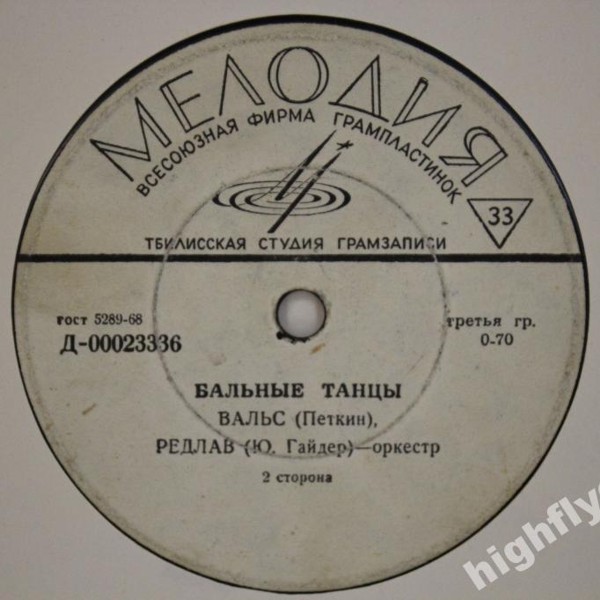 МЕЛОДИЯ
ВСЕСОЮЗНАЯ ФИРМА ГРАМПЛАСТИНОК
33
ТБИЛИССКАЯ СТУДИЯ ГРАМЗАПИСИ
гост 5289-68
Д-00023336
третья гр.
0-70
БАЛЬНЫЕ ТАНЦЫ
ВАЛЬС (Петкин),
РЕДЛАВ (Ю. Гайдер)—оркестр
2 сторона